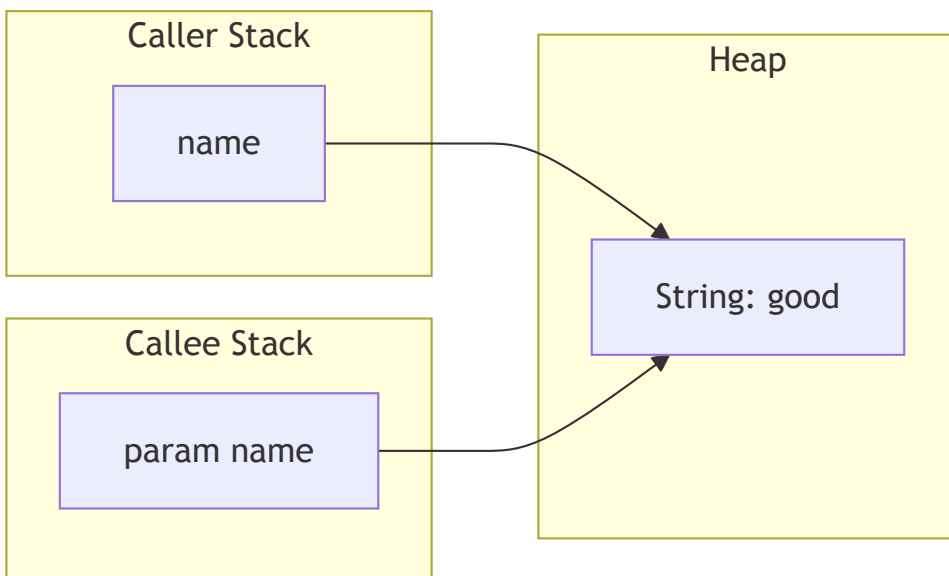 Caller Stack
name
Callee Stack
param name
Heap
String: good